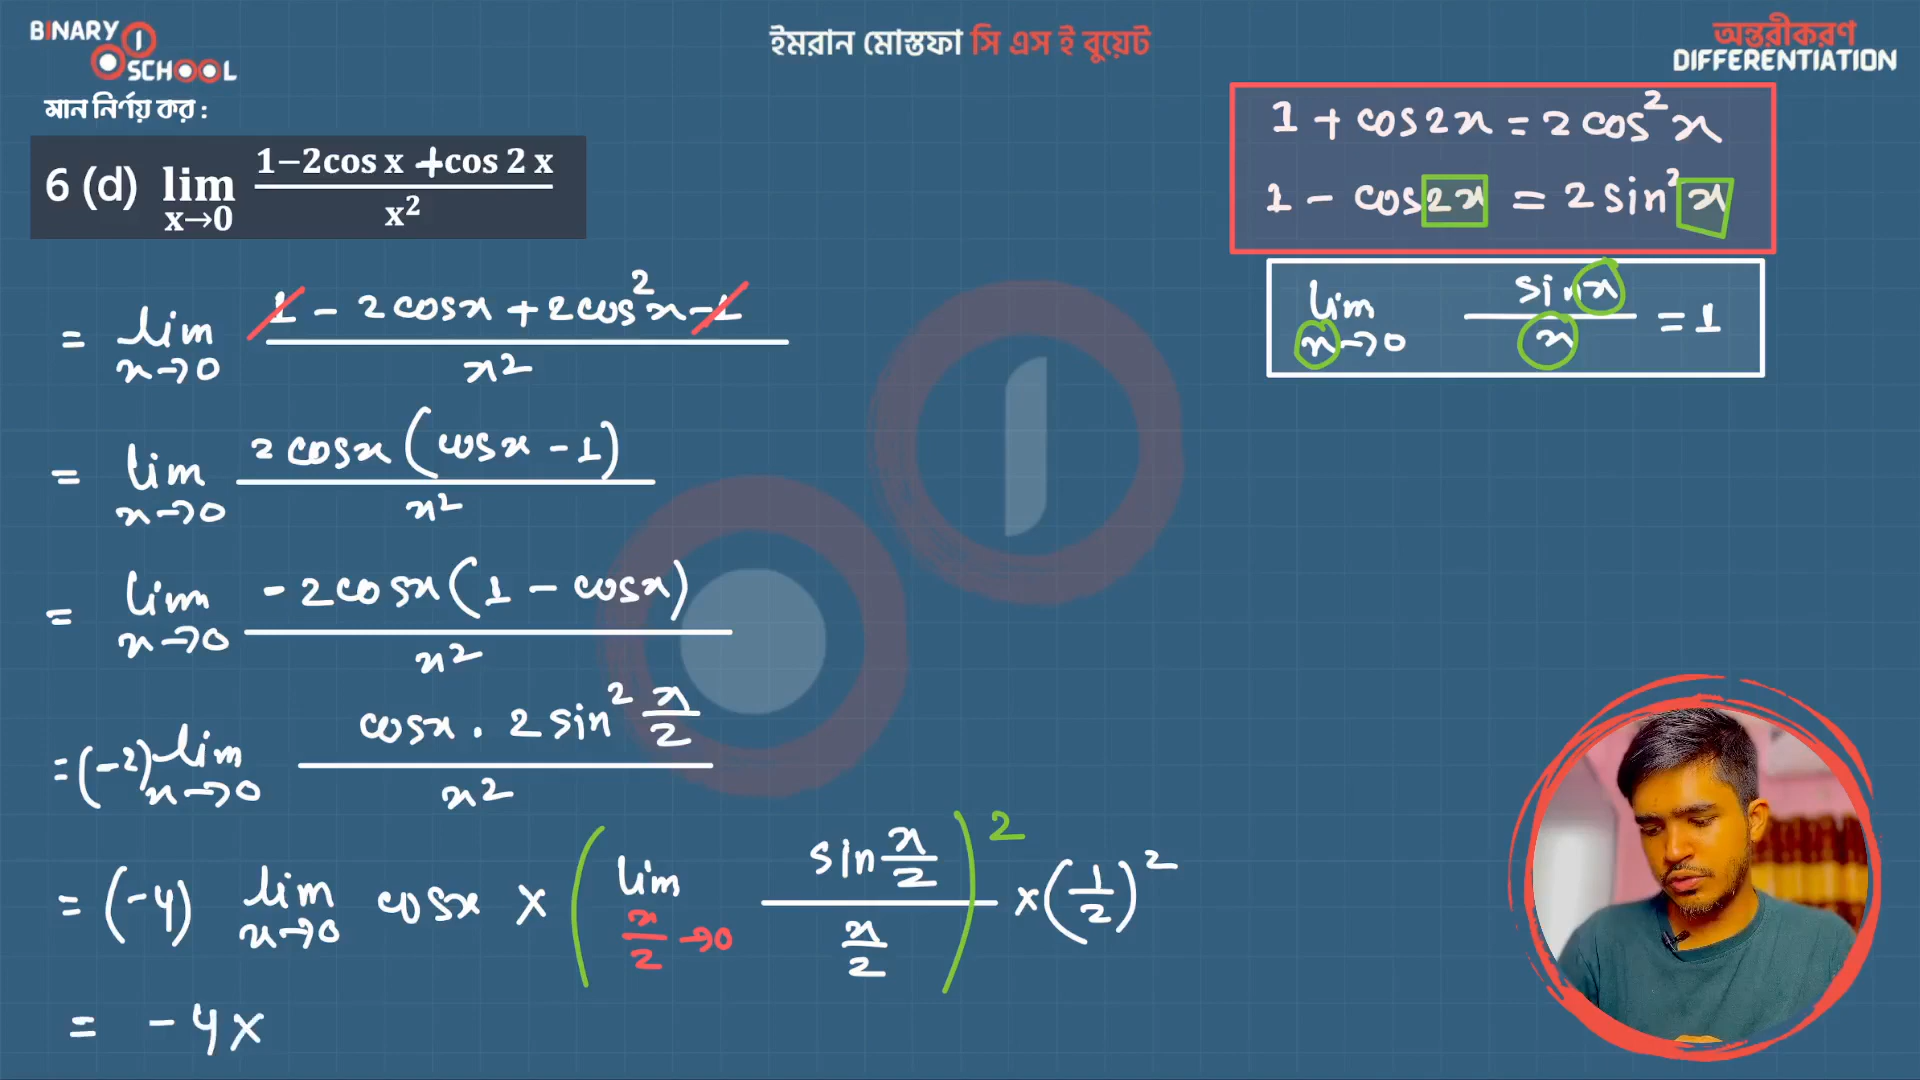 BINARY SCHOOL
ইমরান মোস্তফা সি এস ই বুয়েট
অন্তরীকরণ
DIFFERENTIATION
মান নির্ণয় কর :
6 (d) lim x→0 (1−2cos x +cos 2 x)/x²
= lim x→0 (1 - 2cosx + 2cos²x - 1)/x²
= lim x→0 2cosx(cosx - 1)/x²
= lim x→0 -2cosx(1 - cosx)/x²
= (-2) lim x→0 (cosx . 2sin² x/2)/x²
= (-4) lim x→0 cosx × (lim x/2→0 (sin x/2)/(x/2))² × (1/2)²
= -4×
1 + cos2x = 2cos²x
1 - cos2x = 2sin²x
lim x→0 sinx/x = 1